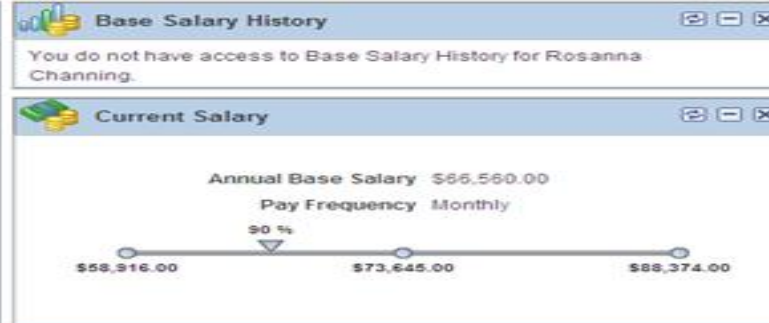 Base Salary History
You do not have access to Base Salary History for Rosanna
Channing.
Current Salary
Annual Base Salary $66,560.00
Pay Frequency Monthly
90 %
$58,916.00 $73,645.00 $88,374.00